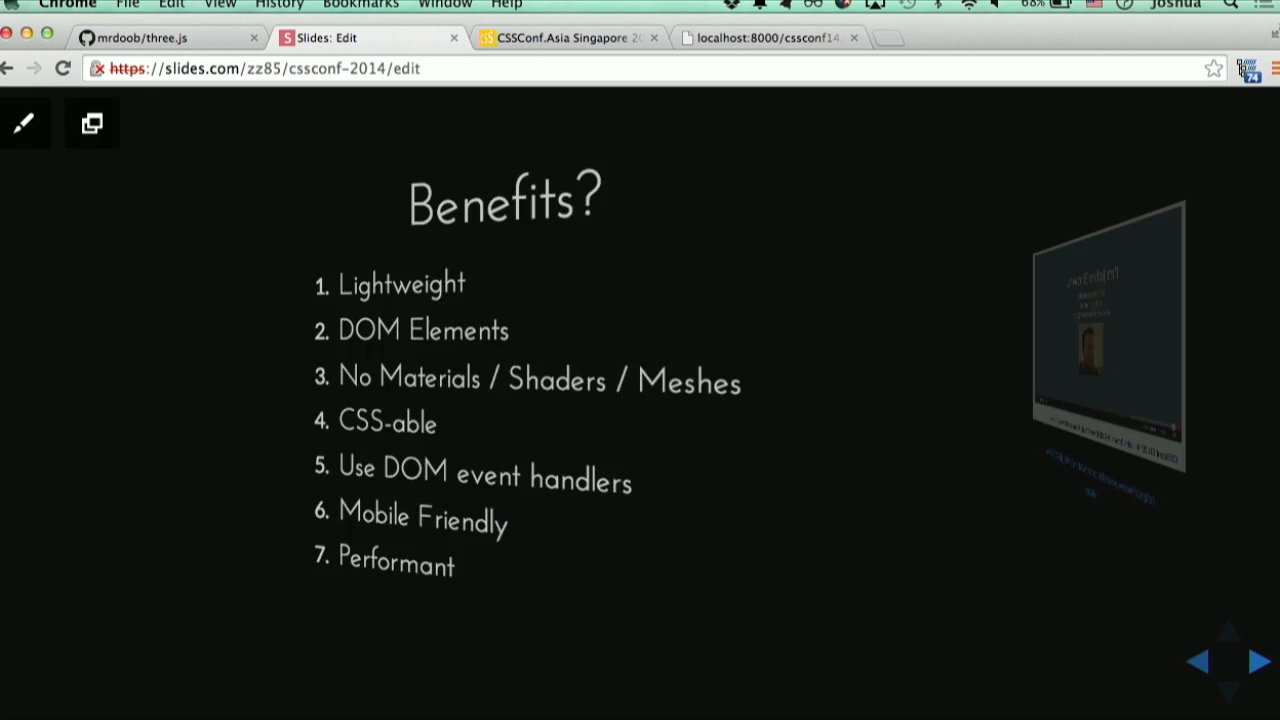 Chrome File Edit View History Bookmarks Window Help 68% Joshua
mrdoob/three.js Slides: Edit CSSConf.Asia Singapore localhost:8000/cssconf14
https://slides.com/zz85/cssconf-2014/edit
74
Benefits?
1. Lightweight
2. DOM Elements
3. No Materials / Shaders / Meshes
4. CSS-able
5. Use DOM event handlers
6. Mobile Friendly
7. Performant